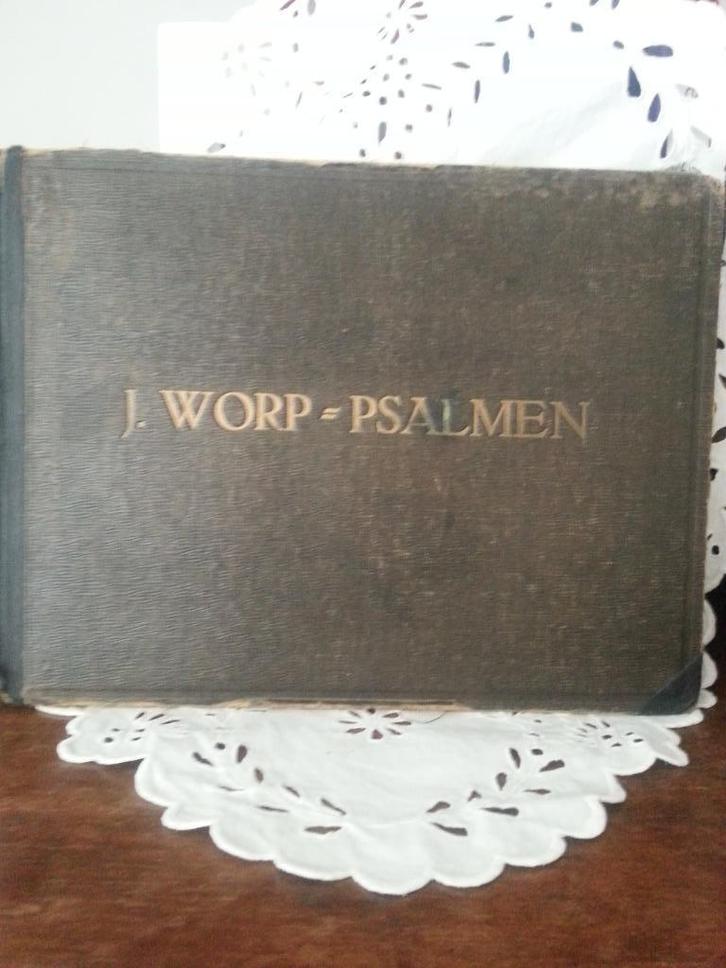 J. WORP = PSALMEN